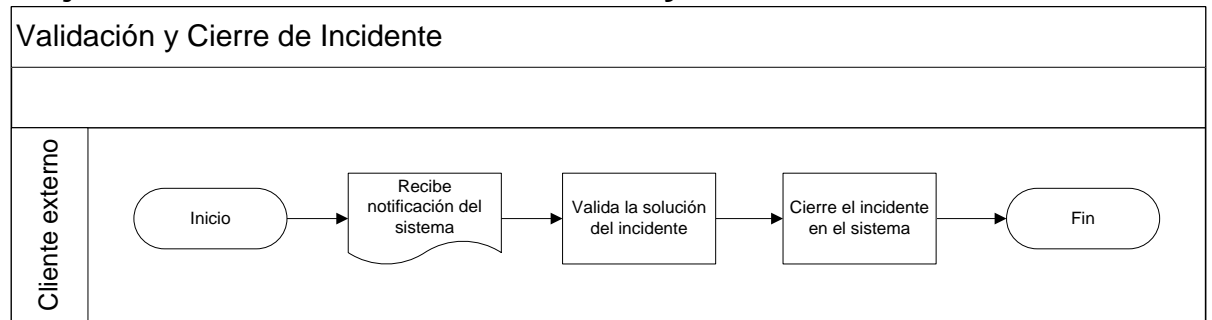 Validación y Cierre de Incidente
Cliente externo
Inicio
Recibe
notificación del
sistema
Valida la solución
del incidente
Cierre el incidente
en el sistema
Fin